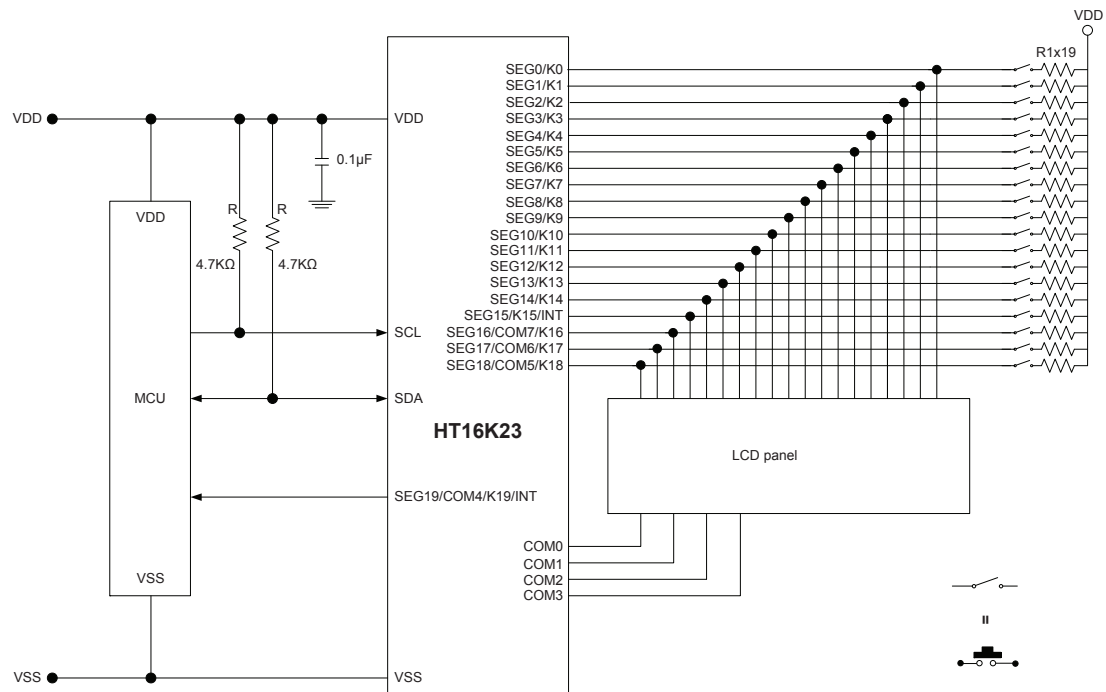 VDD
R1x19
SEG0/K0
SEG1/K1
SEG2/K2
SEG3/K3
SEG4/K4
SEG5/K5
SEG6/K6
SEG7/K7
SEG8/K8
SEG9/K9
SEG10/K10
SEG11/K11
SEG12/K12
SEG13/K13
SEG14/K14
SEG15/K15/INT
SEG16/COM7/K16
SEG17/COM6/K17
SEG18/COM5/K18
VDD
VDD
0.1µF
VDD
R
R
4.7KΩ
4.7KΩ
SCL
MCU
SDA
HT16K23
LCD panel
SEG19/COM4/K19/INT
COM0
COM1
COM2
COM3
VSS
VSS
VSS